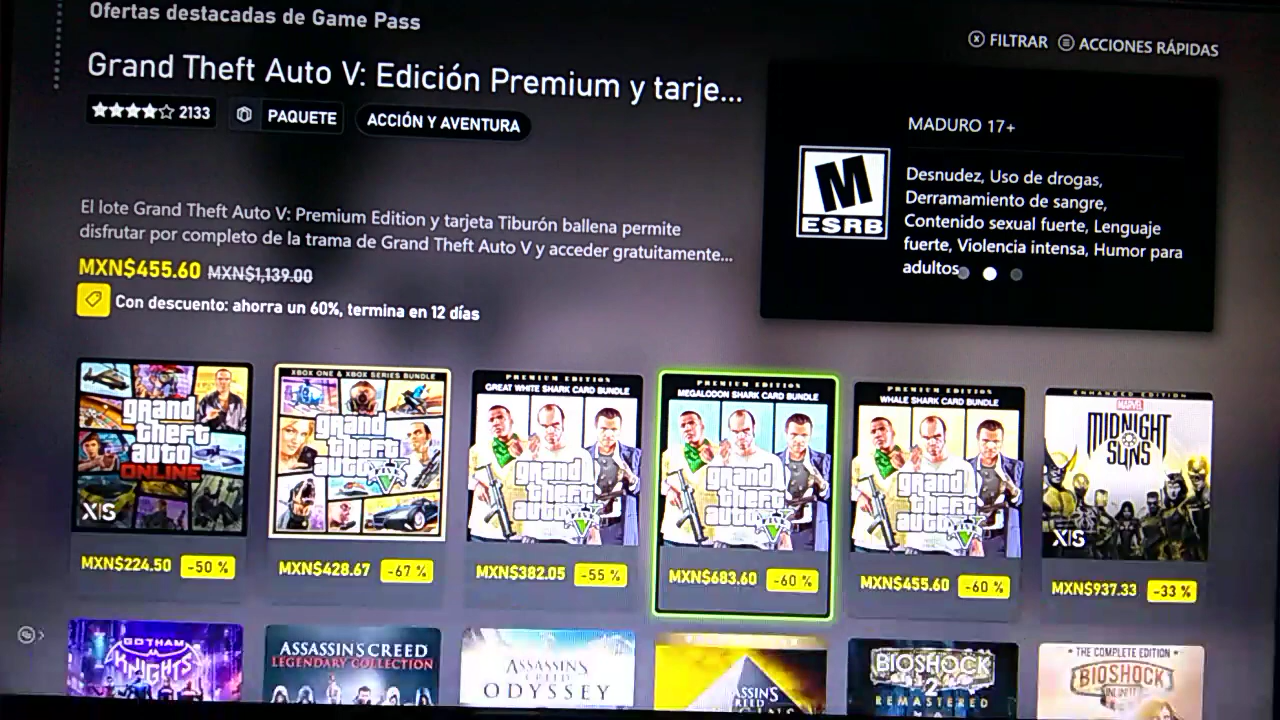 Ofertas destacadas de Game Pass
FILTRAR
ACCIONES RÁPIDAS
Grand Theft Auto V: Edición Premium y tarje...
2133
PAQUETE
ACCIÓN Y AVENTURA
MADURO 17+
M
ESRB
Desnudez, Uso de drogas,
Derramamiento de sangre,
Contenido sexual fuerte, Lenguaje
fuerte, Violencia intensa, Humor para
adultos
El lote Grand Theft Auto V: Premium Edition y tarjeta Tiburón ballena permite
disfrutar por completo de la trama de Grand Theft Auto V y acceder gratuitamente...
MXN$455.60 MXN$1,139.00
Con descuento: ahorra un 60%, termina en 12 días
grand
theft
auto
ONLINE
X|S
MXN$224.50 -50 %
XBOX ONE & XBOX SERIES BUNDLE
grand
theft
auto V
MXN$428.67 -67 %
PREMIUM EDITION
GREAT WHITE SHARK CARD BUNDLE
grand
theft
auto V
MXN$382.05 -55 %
PREMIUM EDITION
MEGALODON SHARK CARD BUNDLE
grand
theft
auto V
MXN$683.60 -60 %
PREMIUM EDITION
WHALE SHARK CARD BUNDLE
grand
theft
auto V
MXN$455.60 -60 %
ENHANCED EDITION
MARVEL
MIDNIGHT
SUNS
X|S
MXN$937.33 -33 %
GOTHAM
KNIGHTS
ASSASSIN'S CREED
LEGENDARY COLLECTION
ASSASSIN'S
CREED
ODYSSEY
ASSASSIN'S
CREED
BIOSHOCK
2
REMASTERED
THE COMPLETE EDITION
BIOSHOCK
INFINITE